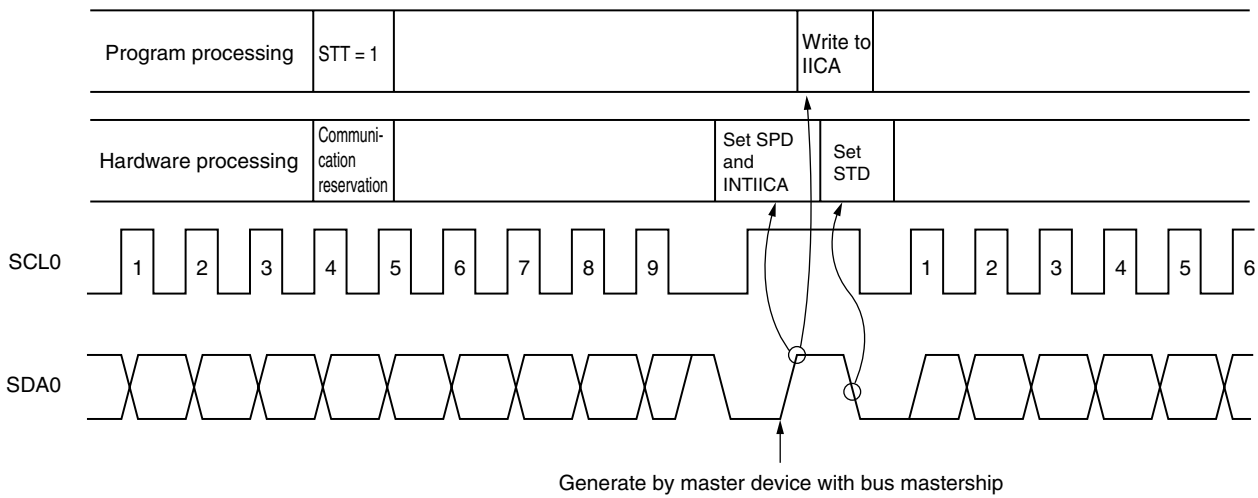 Program processing
STT = 1
Write to
IICA
Hardware processing
Communi-
cation
reservation
Set SPD
and
INTIICA
Set
STD
SCL0
1 2 3 4 5 6 7 8 9 1 2 3 4 5 6
SDA0
Generate by master device with bus mastership